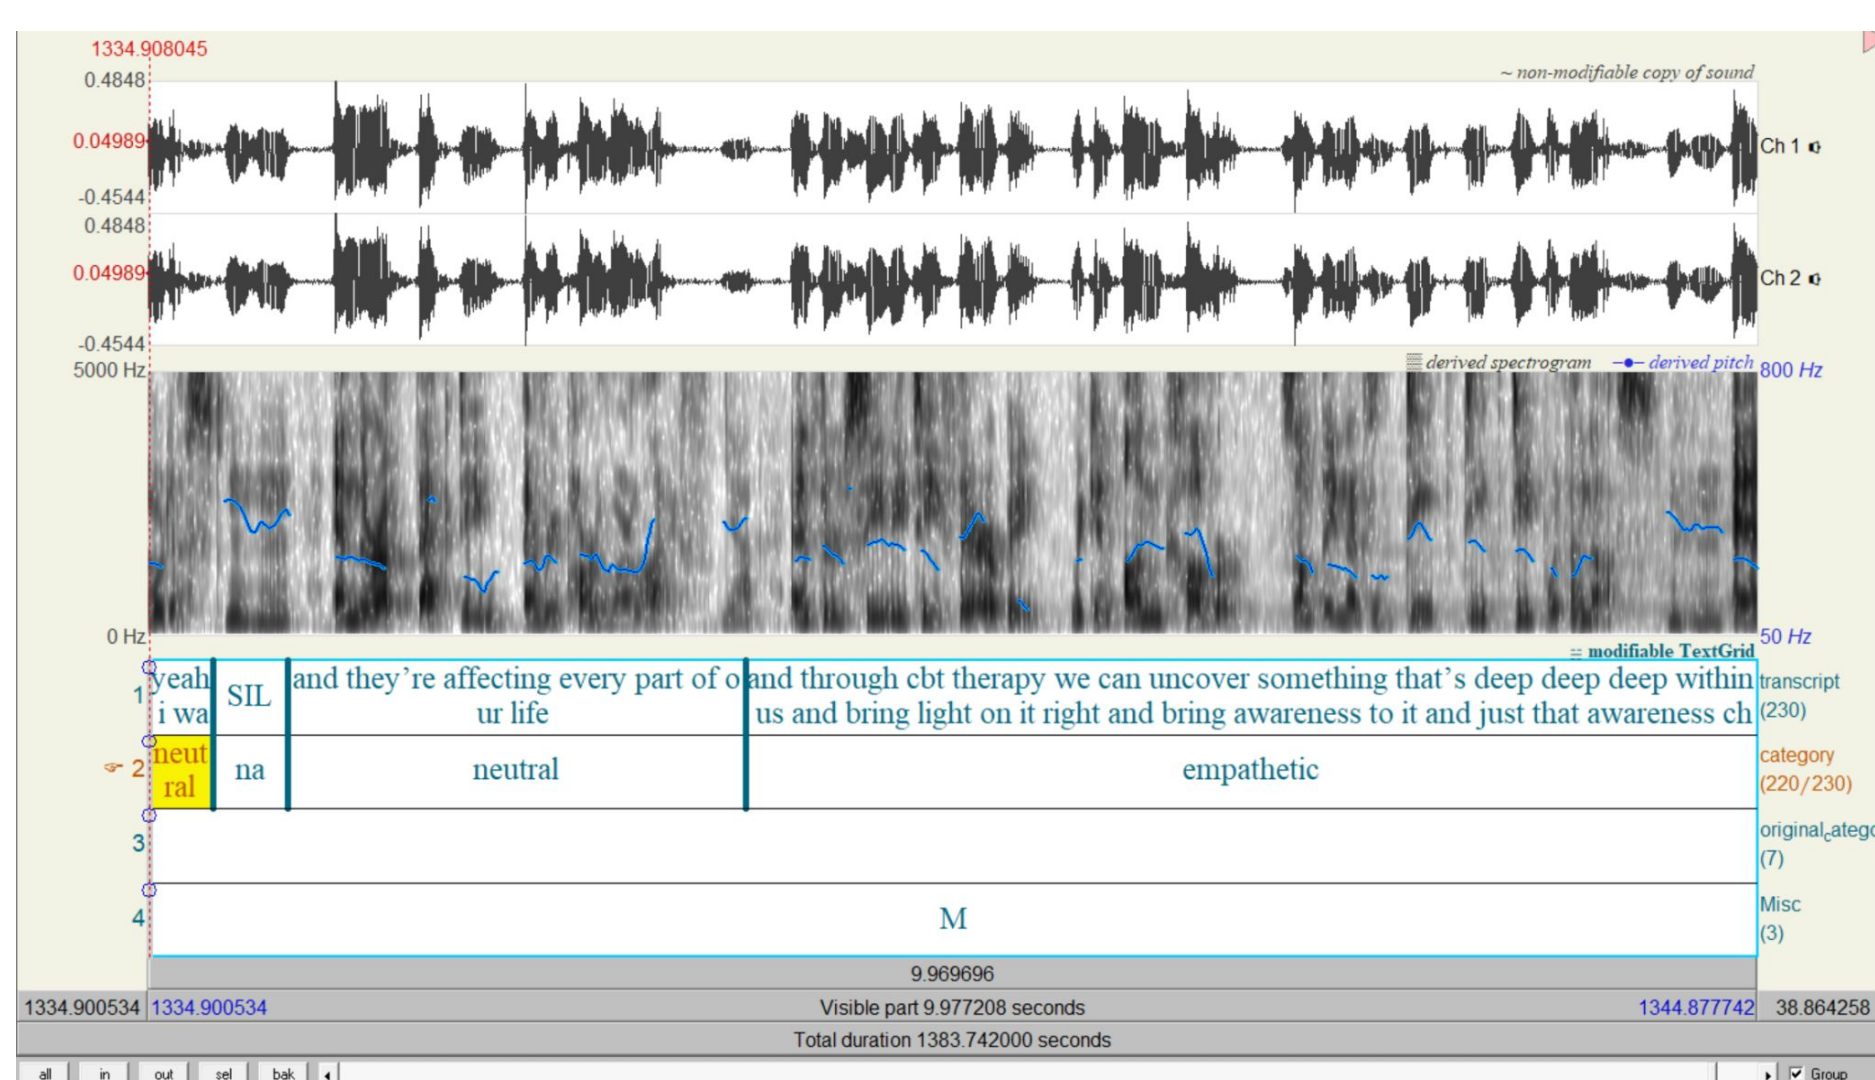 1334.908045
0.4848
~ non-modifiable copy of sound
0.04989
Ch 1
-0.4544
0.4848
0.04989
Ch 2
-0.4544
5000 Hz
derived spectrogram
derived pitch
800 Hz
0 Hz
50 Hz
modifiable TextGrid
1
yeah
i wa
SIL
and they’re affecting every part of o
ur life
and through cbt therapy we can uncover something that’s deep deep deep within
us and bring light on it right and bring awareness to it and just that awareness ch
transcript
(230)
2
neut
ral
na
neutral
empathetic
category
(220/230)
3
originalcatego
(7)
4
M
Misc
(3)
9.969696
1334.900534
1334.900534
Visible part 9.977208 seconds
1344.877742
38.864258
Total duration 1383.742000 seconds
all
in
out
sel
bak
Group